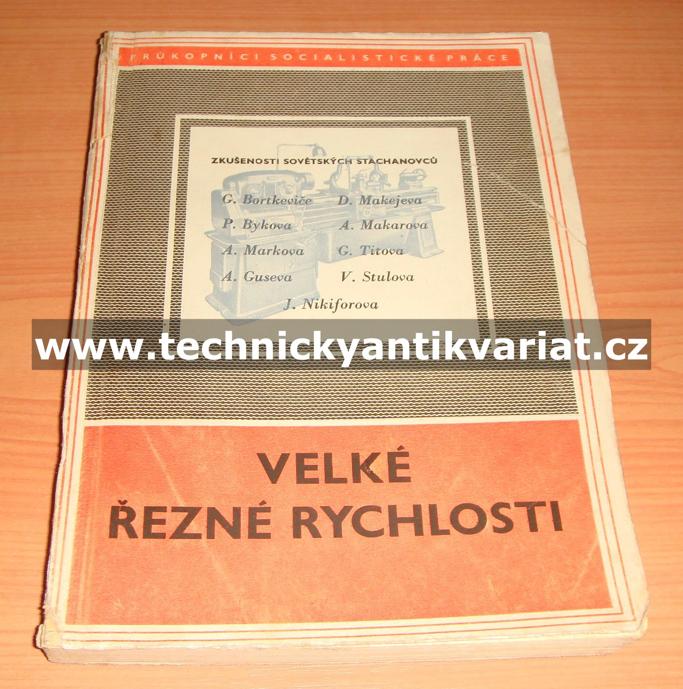 PRŮKOPNÍCI SOCIALISTICKÉ PRÁCE
ZKUŠENOSTI SOVĚTSKÝCH STACHANOVCŮ
G. Bortkeviče D. Makejeva
P. Bykova A. Makarova
A. Markova G. Titova
A. Guseva V. Stulova
J. Nikiforova
www.technickyantikvariat.cz
VELKÉ
ŘEZNÉ RYCHLOSTI